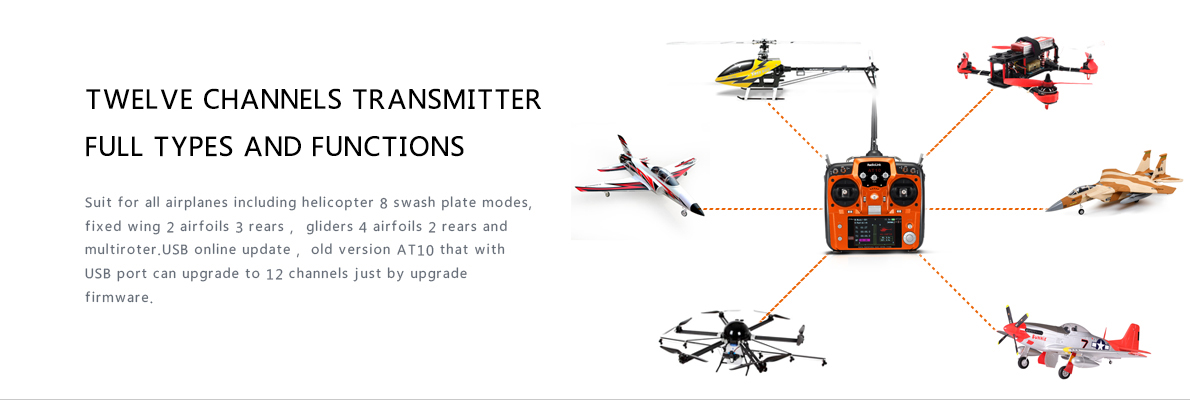 TWELVE CHANNELS TRANSMITTER
FULL TYPES AND FUNCTIONS
Suit for all airplanes including helicopter 8 swash plate modes,
fixed wing 2 airfoils 3 rears ,  gliders 4 airfoils 2 rears and
multiroter.USB online update ,  old version AT10 that with
USB port can upgrade to 12 channels just by upgrade
firmware.
RadioLink
7